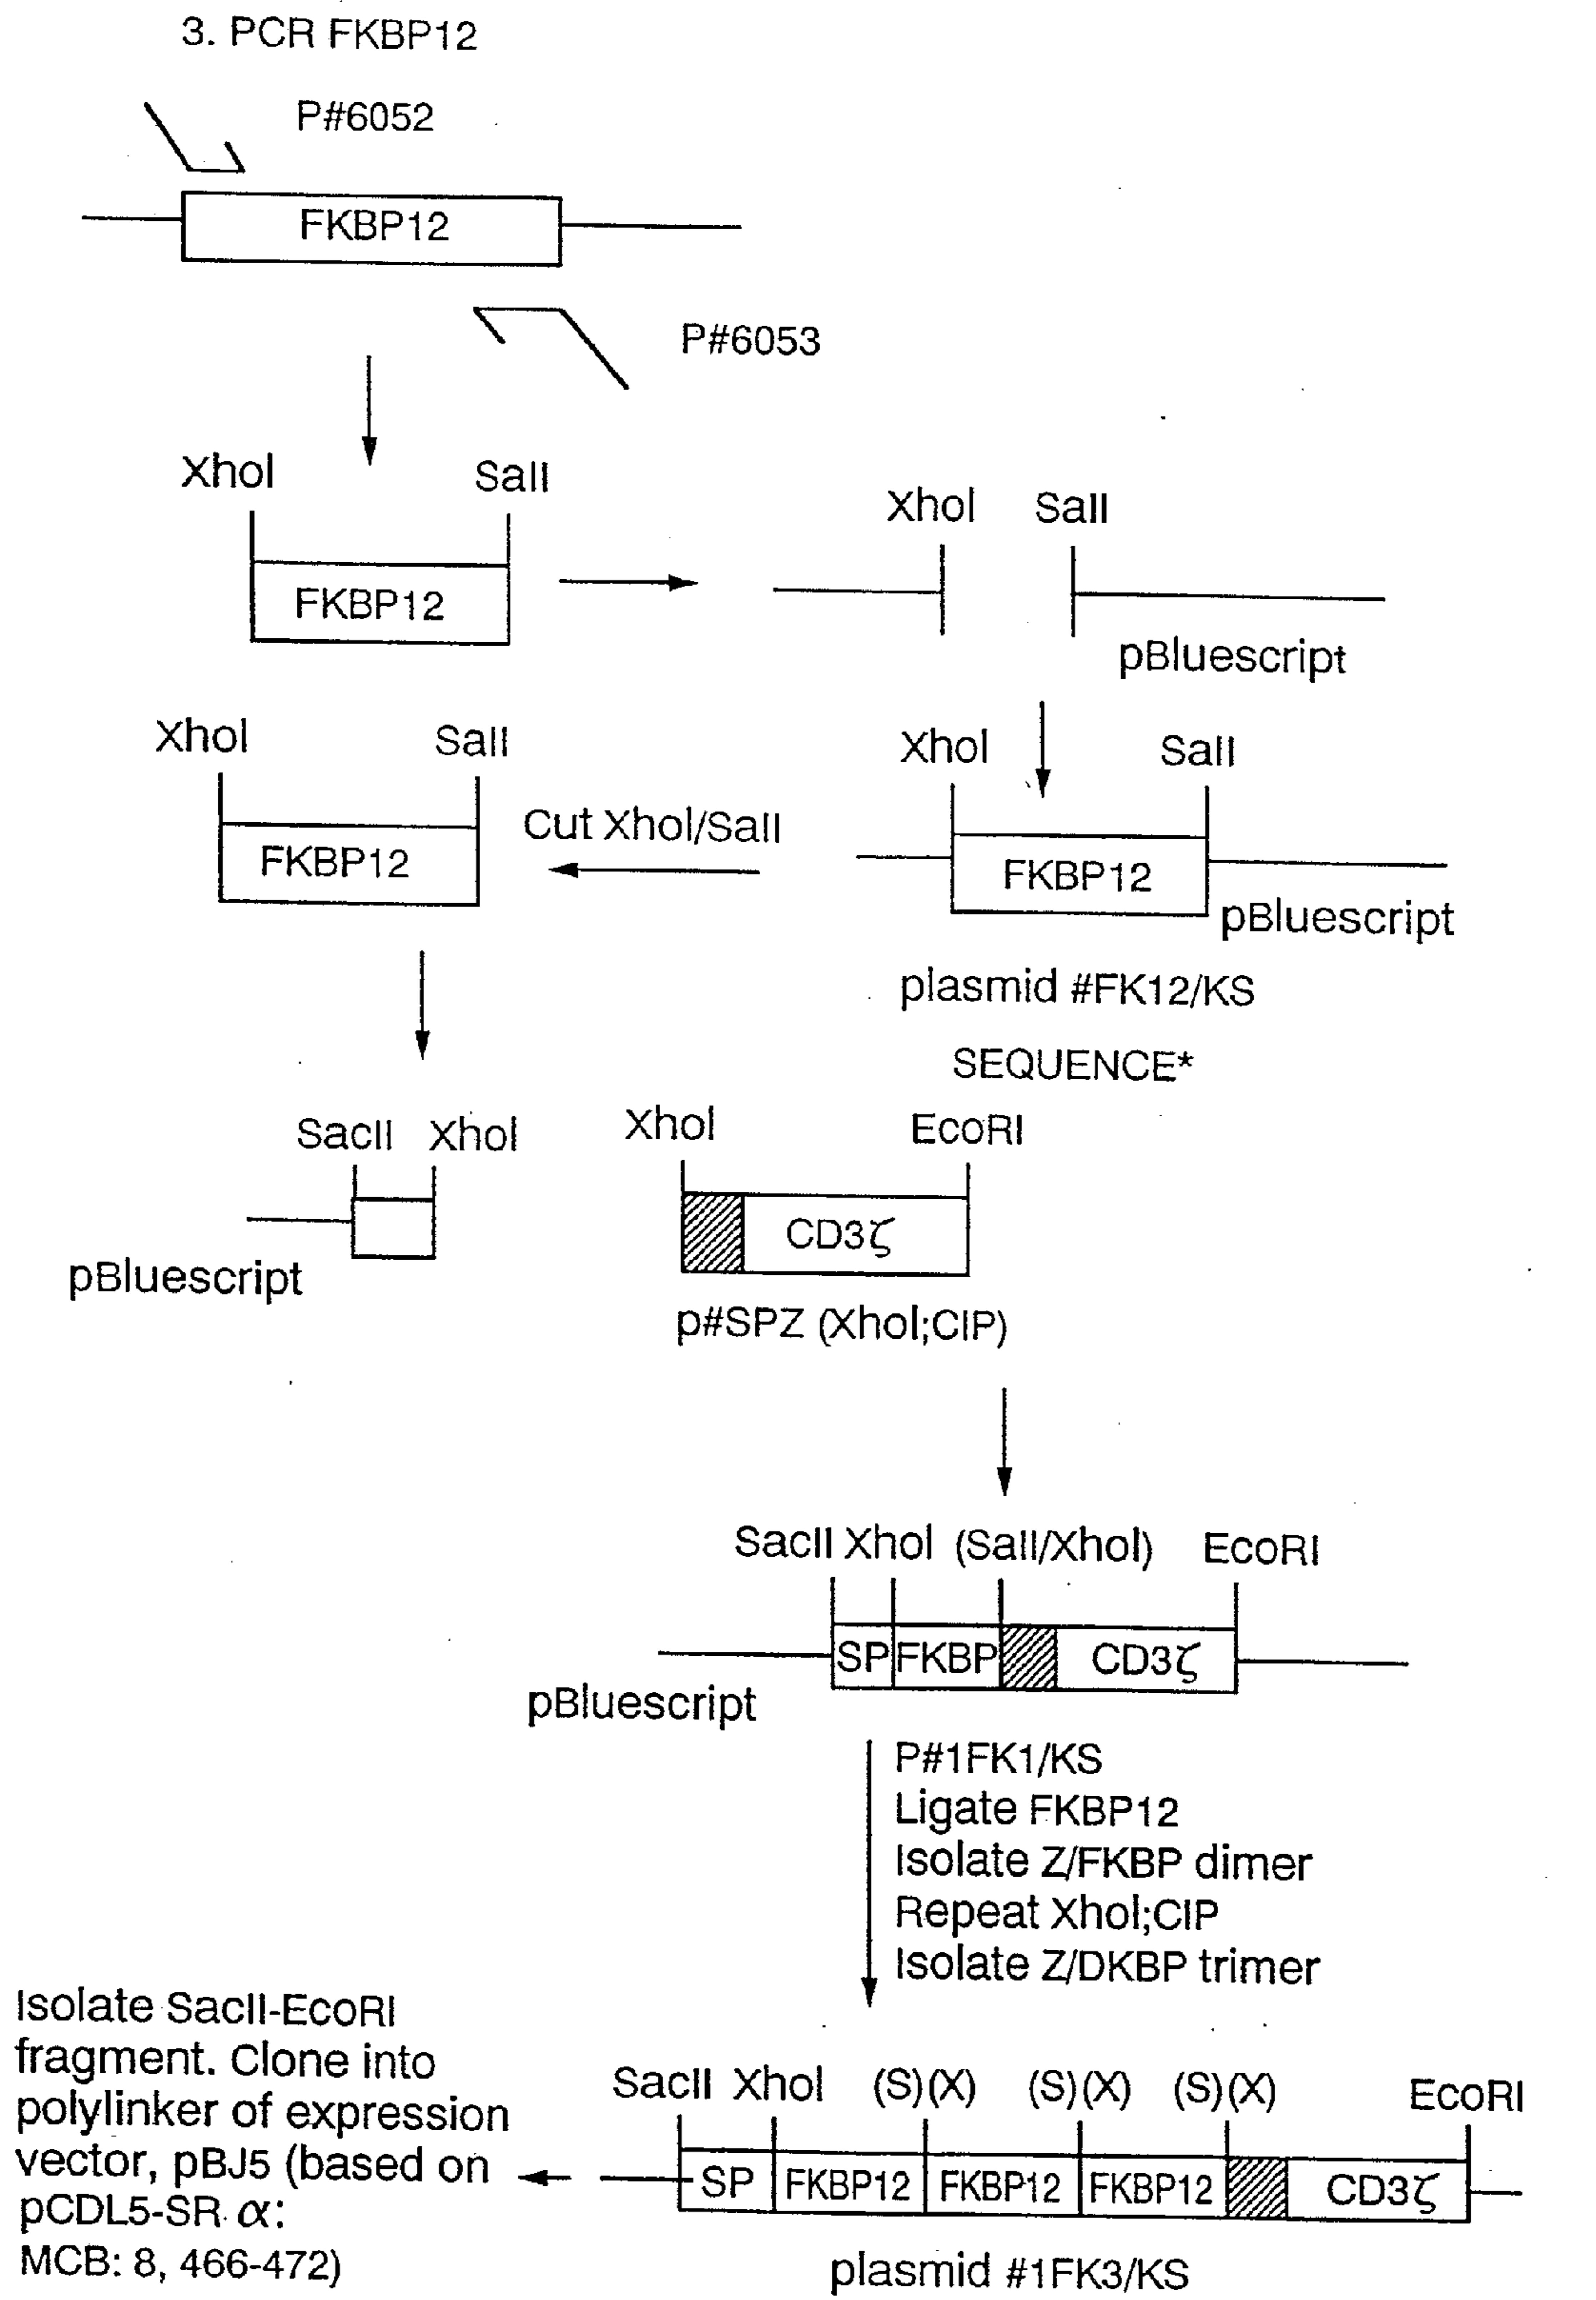 3. PCR FKBP12
P#6052
FKBP12
P#6053
XhoI SalI
FKBP12
XhoI SalI
pBluescript
XhoI SalI
FKBP12
Cut XhoI/SalI
XhoI SalI
FKBP12
pBluescript
plasmid #FK12/KS
SEQUENCE*
SacII XhoI
pBluescript
XhoI EcoRI
CD3ζ
p#SPZ (XhoI;CIP)
SacII XhoI (SalI/XhoI) EcoRI
SP FKBP CD3ζ
pBluescript
P#1FK1/KS
Ligate FKBP12
Isolate Z/FKBP dimer
Repeat XhoI;CIP
Isolate Z/DKBP trimer
Isolate SacII-EcoRI
fragment. Clone into
polylinker of expression
vector, pBJ5 (based on
pCDL5-SR α:
MCB: 8, 466-472)
SacII XhoI (S)(X) (S)(X) (S)(X) EcoRI
SP FKBP12 FKBP12 FKBP12 CD3ζ
plasmid #1FK3/KS